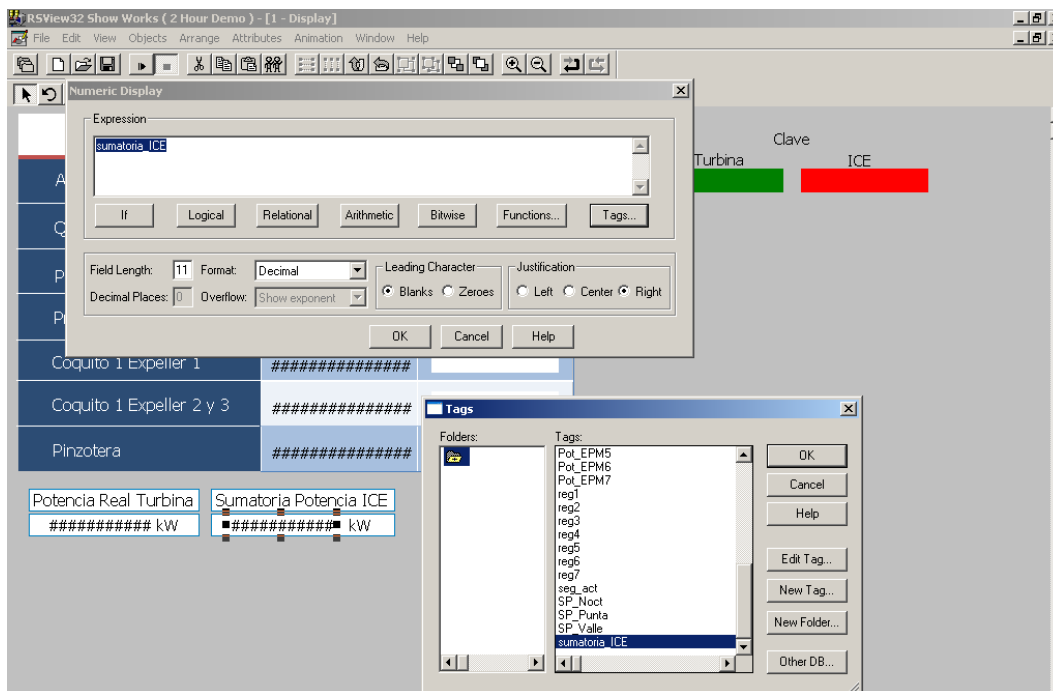 RSView32 Show Works ( 2 Hour Demo ) - [1 - Display]
File Edit View Objects Arrange Attributes Animation Window Help
Numeric Display
Expression
sumatoria_ICE
If Logical Relational Arithmetic Bitwise Functions... Tags...
Field Length: 11 Format: Decimal
Decimal Places: 0 Overflow: Show exponent
Leading Character
Blanks Zeroes
Justification
Left Center Right
OK Cancel Help
Clave
Turbina ICE
A
Q
P
P
Coquito 1 Expeller 1 ###############
Coquito 1 Expeller 2 y 3 ###############
Pinzotera ###############
Potencia Real Turbina Sumatoria Potencia ICE
########### kW ########### kW
Tags
Folders:
Tags:
Pot_EPM5
Pot_EPM6
Pot_EPM7
reg1
reg2
reg3
reg4
reg5
reg6
reg7
seg_act
SP_Noct
SP_Punta
SP_Valle
sumatoria_ICE
OK
Cancel
Help
Edit Tag...
New Tag...
New Folder...
Other DB...